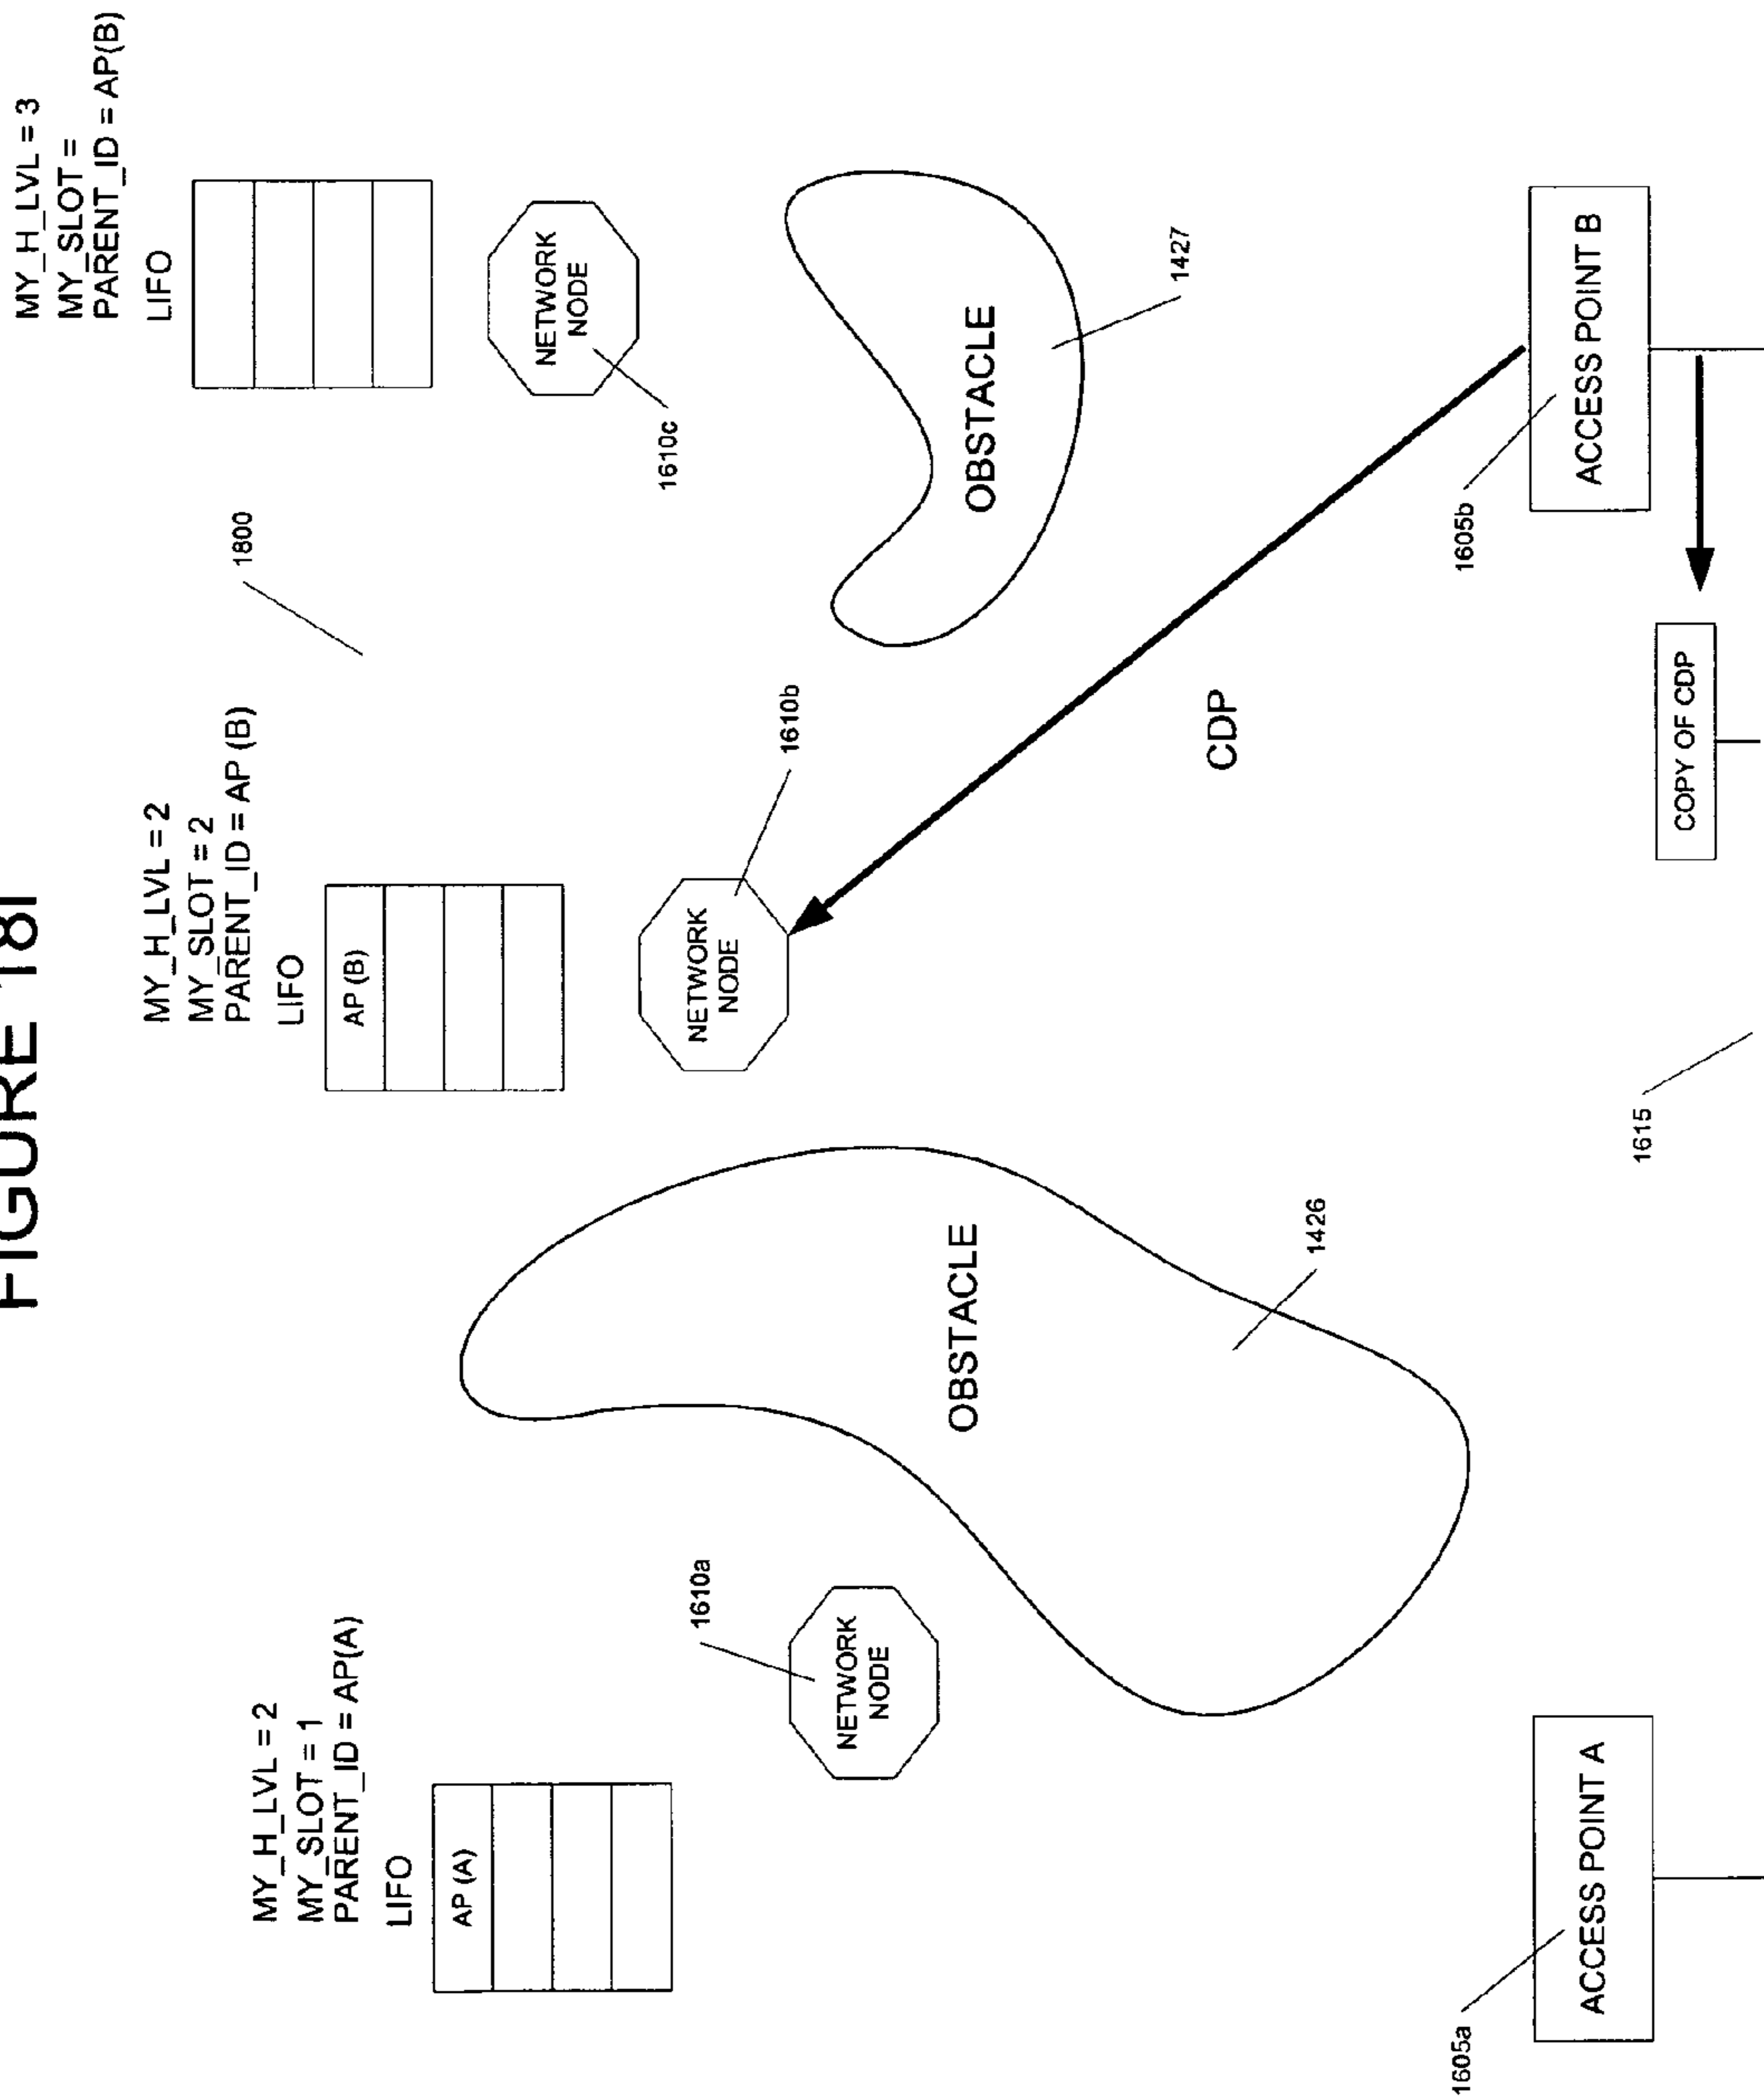 FIGURE 18I
MY_H_LVL = 2
MY_SLOT = 1
PARENT_ID = AP(A)
LIFO
AP (A)
NETWORK
NODE
1610a
MY_H_LVL = 2
MY_SLOT = 2
PARENT_ID = AP (B)
LIFO
AP (B)
NETWORK
NODE
1610b
1800
MY_H_LVL = 3
MY_SLOT =
PARENT_ID = AP(B)
LIFO
NETWORK
NODE
1610c
OBSTACLE
1426
OBSTACLE
1427
CDP
1605a
ACCESS POINT A
1605b
ACCESS POINT B
1615
COPY OF CDP